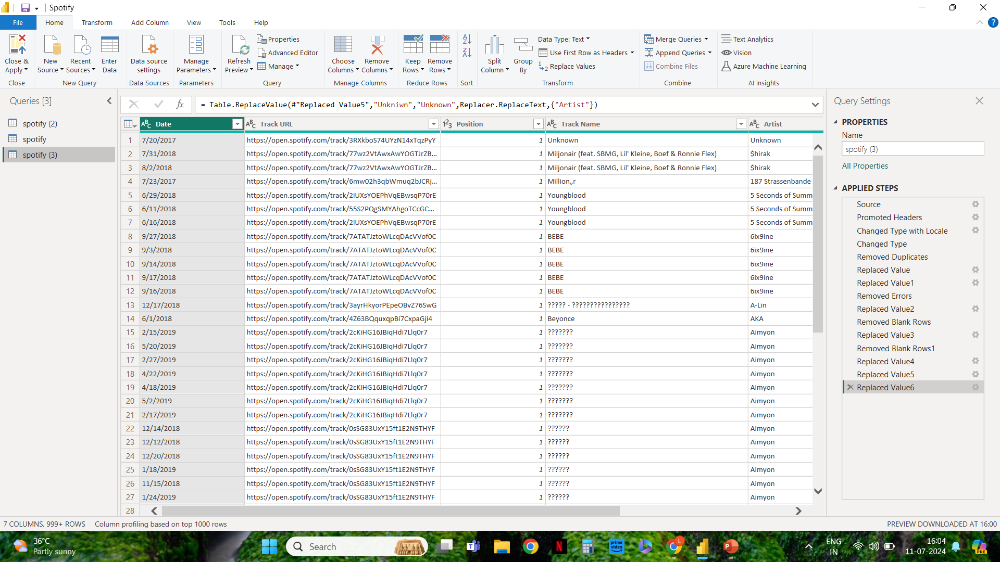 Spotify
File Home Transform Add Column View Tools Help
Close & Apply
Close
New Source
Recent Sources
Enter Data
New Query
Data source settings
Data Sources
Manage Parameters
Parameters
Refresh Preview
Properties
Advanced Editor
Manage
Query
Choose Columns
Remove Columns
Manage Columns
Keep Rows
Remove Rows
Reduce Rows
Sort
Split Column
Group By
Data Type: Text
Use First Row as Headers
Replace Values
Transform
Merge Queries
Append Queries
Combine Files
Combine
Text Analytics
Vision
Azure Machine Learning
AI Insights
Queries [3]
spotify (2)
spotify
spotify (3)
fx = Table.ReplaceValue(#"Replaced Value5","Unkniwn","Unknown",Replacer.ReplaceText,{"Artist"})
Date Track URL Position Track Name Artist
1 7/20/2017 https://open.spotify.com/track/3RXkboS74UYzN14xTqzPyY 1 Unknown Unknown
2 7/31/2018 https://open.spotify.com/track/77wz2VtAwxAwYOGTJrZB... 1 Miljonair (feat. SBMG, Lil' Kleine, Boef & Ronnie Flex) $hirak
3 8/2/2018 https://open.spotify.com/track/77wz2VtAwxAwYOGTJrZB... 1 Miljonair (feat. SBMG, Lil' Kleine, Boef & Ronnie Flex) $hirak
4 7/23/2017 https://open.spotify.com/track/6mw02h3qbWmuq2bJCRj... 1 Million„r 187 Strassenbande
5 6/29/2018 https://open.spotify.com/track/2iUXsYOEPhVqEBwsqP70rE 1 Youngblood 5 Seconds of Summ
6 6/11/2018 https://open.spotify.com/track/55S2PQgSMYAhgoTCcGC... 1 Youngblood 5 Seconds of Summ
7 6/16/2018 https://open.spotify.com/track/2iUXsYOEPhVqEBwsqP70rE 1 Youngblood 5 Seconds of Summ
8 9/27/2018 https://open.spotify.com/track/7ATATJztoWLcqDAcVVof0C 1 BEBE 6ix9ine
9 9/3/2018 https://open.spotify.com/track/7ATATJztoWLcqDAcVVof0C 1 BEBE 6ix9ine
10 9/14/2018 https://open.spotify.com/track/7ATATJztoWLcqDAcVVof0C 1 BEBE 6ix9ine
11 9/17/2018 https://open.spotify.com/track/7ATATJztoWLcqDAcVVof0C 1 BEBE 6ix9ine
12 9/16/2018 https://open.spotify.com/track/7ATATJztoWLcqDAcVVof0C 1 BEBE 6ix9ine
13 12/17/2018 https://open.spotify.com/track/3ayrHkyorPEpeOBvZ76SwG 1 ????? - ???????????????? A-Lin
14 6/1/2018 https://open.spotify.com/track/4Z63BQquxqpBi7CxpaGji4 1 Beyonce AKA
15 2/15/2019 https://open.spotify.com/track/2cKiHG16JBiqHdi7Llq0r7 1 ??????? Aimyon
16 5/20/2019 https://open.spotify.com/track/2cKiHG16JBiqHdi7Llq0r7 1 ??????? Aimyon
17 2/27/2019 https://open.spotify.com/track/2cKiHG16JBiqHdi7Llq0r7 1 ??????? Aimyon
18 4/22/2019 https://open.spotify.com/track/2cKiHG16JBiqHdi7Llq0r7 1 ??????? Aimyon
19 4/18/2019 https://open.spotify.com/track/2cKiHG16JBiqHdi7Llq0r7 1 ??????? Aimyon
20 5/2/2019 https://open.spotify.com/track/2cKiHG16JBiqHdi7Llq0r7 1 ??????? Aimyon
21 2/17/2019 https://open.spotify.com/track/2cKiHG16JBiqHdi7Llq0r7 1 ??????? Aimyon
22 12/14/2018 https://open.spotify.com/track/0sSG83UxY15ft1E2N9THYF 1 ?????? Aimyon
23 12/12/2018 https://open.spotify.com/track/0sSG83UxY15ft1E2N9THYF 1 ?????? Aimyon
24 12/20/2018 https://open.spotify.com/track/0sSG83UxY15ft1E2N9THYF 1 ?????? Aimyon
25 1/18/2019 https://open.spotify.com/track/0sSG83UxY15ft1E2N9THYF 1 ?????? Aimyon
26 11/15/2018 https://open.spotify.com/track/0sSG83UxY15ft1E2N9THYF 1 ?????? Aimyon
27 1/24/2019 https://open.spotify.com/track/0sSG83UxY15ft1E2N9THYF 1 ?????? Aimyon
28
Query Settings
PROPERTIES
Name
spotify (3)
All Properties
APPLIED STEPS
Source
Promoted Headers
Changed Type with Locale
Changed Type
Removed Duplicates
Replaced Value
Replaced Value1
Removed Errors
Replaced Value2
Removed Blank Rows
Replaced Value3
Removed Blank Rows1
Replaced Value4
Replaced Value5
Replaced Value6
7 COLUMNS, 999+ ROWS Column profiling based on top 1000 rows PREVIEW DOWNLOADED AT 16:00
36°C
Partly sunny
Search
prime video
ENG
IN
16:04
11-07-2024
PRE